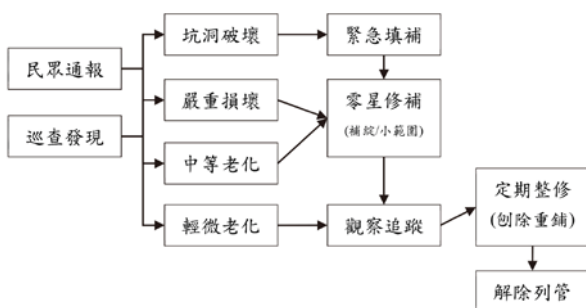 坑洞破壞
緊急填補
民眾通報
嚴重損壞
零星修補
(補綻/小範圍)
巡查發現
中等老化
定期整修
(刨除重鋪)
輕微老化
觀察追蹤
解除列管